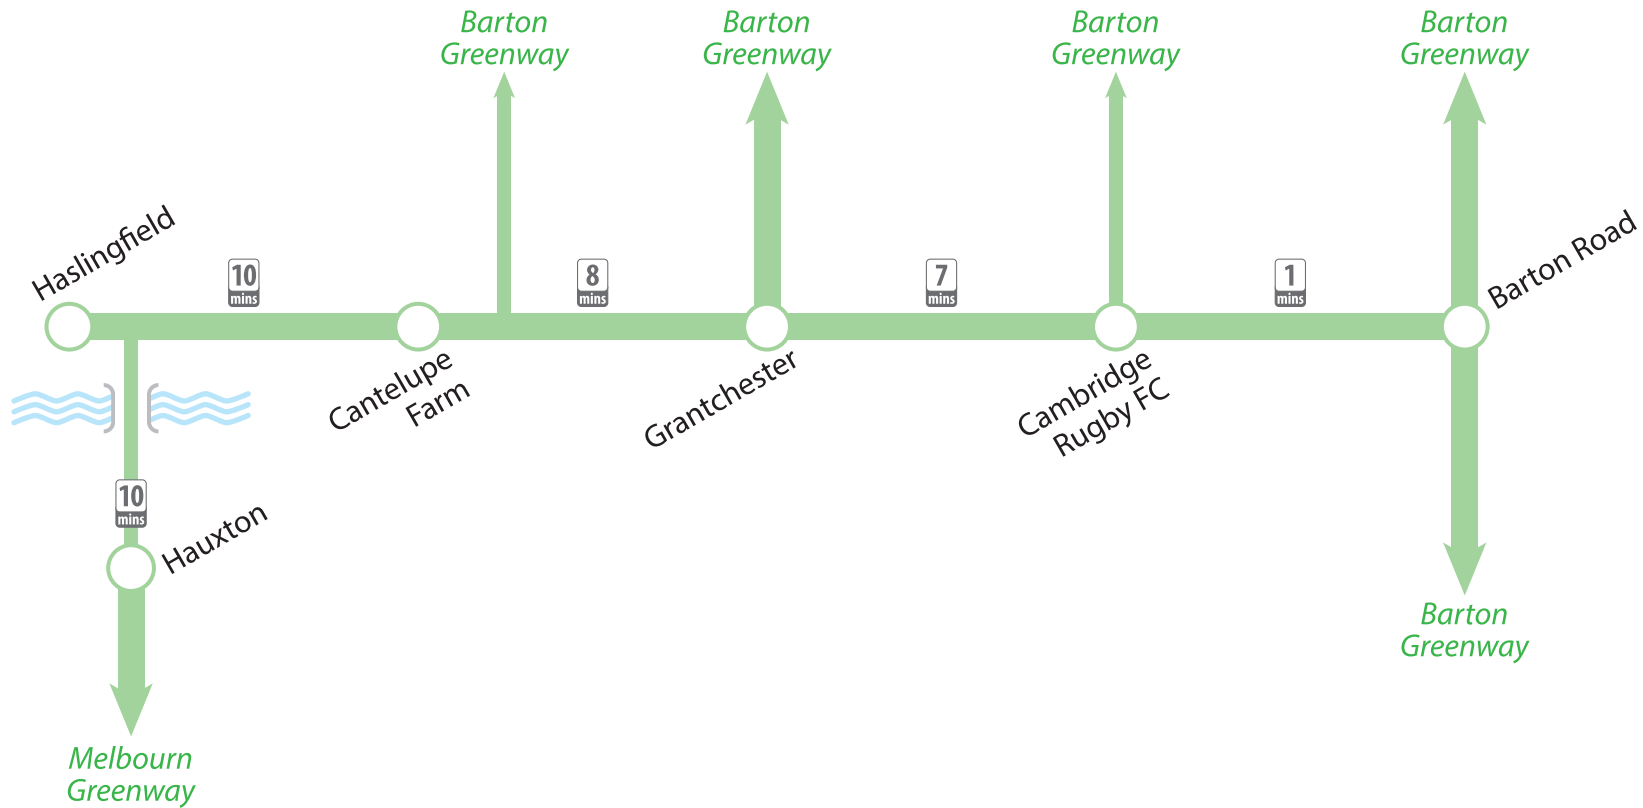 Barton
Greenway
Barton
Greenway
Barton
Greenway
Barton
Greenway
Haslingfield
10
mins
8
mins
7
mins
1
mins
Barton Road
Cantelupe
Farm
Grantchester
Cambridge
Rugby FC
10
mins
Hauxton
Barton
Greenway
Melbourn
Greenway